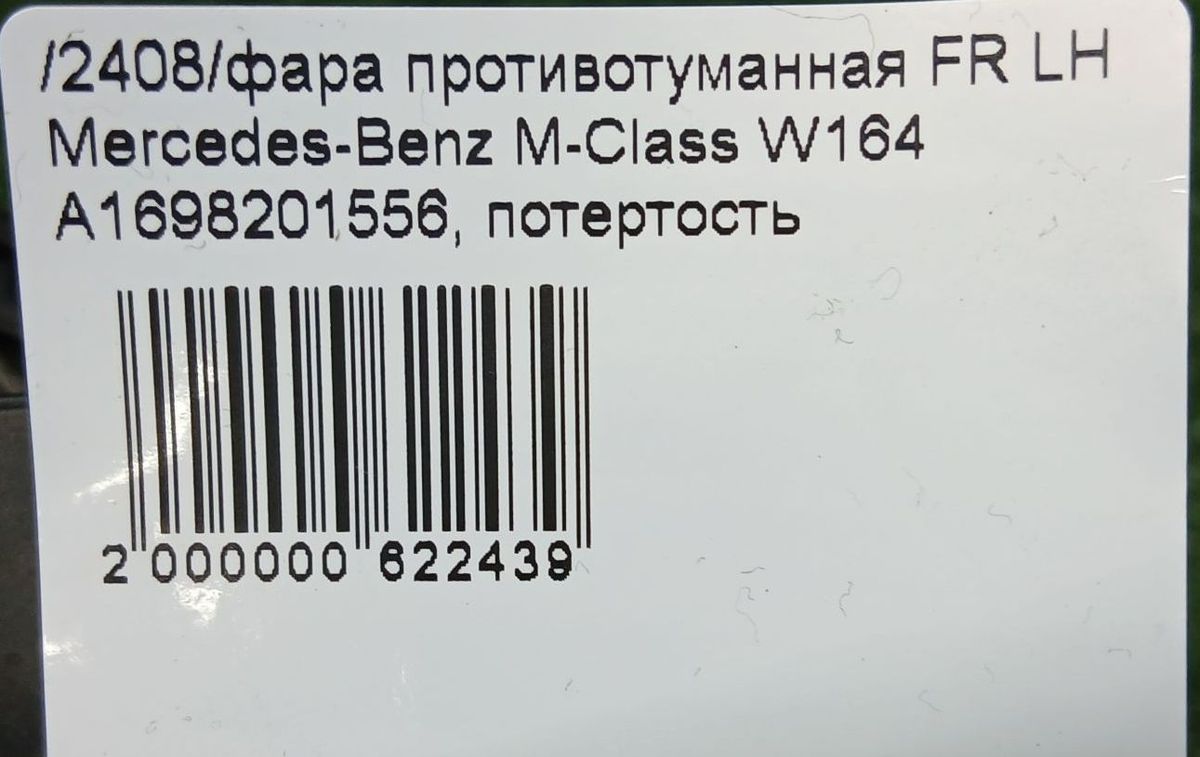 /2408/фара противотуманная FR LH
Mercedes-Benz M-Class W164
A1698201556, потертость
2 000000 622439